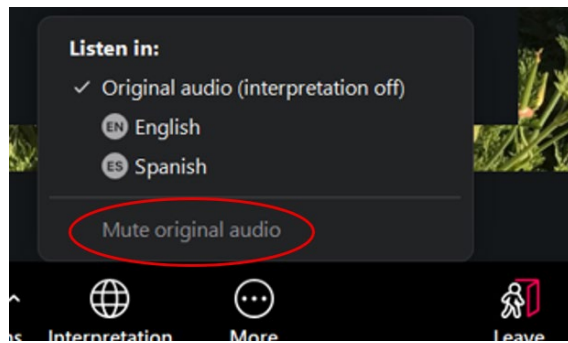 Listen in:
✓ Original audio (interpretation off)
EN English
ES Spanish
Mute original audio
Interpretation More Leave